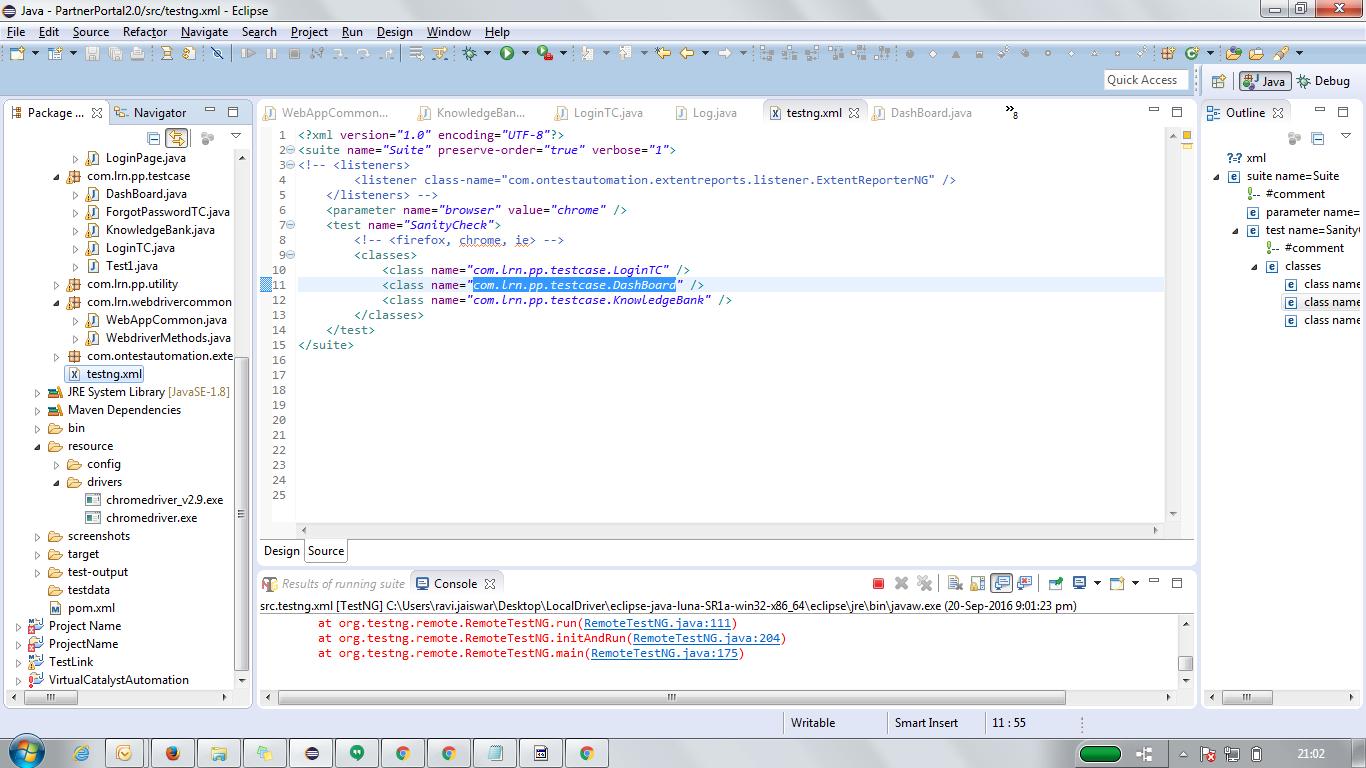 Java - PartnerPortal2.0/src/testng.xml - Eclipse
File Edit Source Refactor Navigate Search Project Run Design Window Help
Quick Access
Java
Debug
Package ...
Navigator
LoginPage.java
com.lrn.pp.testcase
DashBoard.java
ForgotPasswordTC.java
KnowledgeBank.java
LoginTC.java
Test1.java
com.lrn.pp.utility
com.lrn.webdrivercommon
WebAppCommon.java
WebdriverMethods.java
com.ontestautomation.exte
testng.xml
JRE System Library [JavaSE-1.8]
Maven Dependencies
bin
resource
config
drivers
chromedriver_v2.9.exe
chromedriver.exe
screenshots
target
test-output
testdata
pom.xml
Project Name
ProjectName
TestLink
VirtualCatalystAutomation
WebAppCommon... KnowledgeBan... LoginTC.java Log.java testng.xml DashBoard.java »8
1 <?xml version="1.0" encoding="UTF-8"?>
2 <suite name="Suite" preserve-order="true" verbose="1">
3 <!-- <listeners>
4 <listener class-name="com.ontestautomation.extentreports.listener.ExtentReporterNG" />
5 </listeners> -->
6 <parameter name="browser" value="chrome" />
7 <test name="SanityCheck">
8 <!-- <firefox, chrome, ie> -->
9 <classes>
10 <class name="com.lrn.pp.testcase.LoginTC" />
11 <class name="com.lrn.pp.testcase.DashBoard" />
12 <class name="com.lrn.pp.testcase.KnowledgeBank" />
13 </classes>
14 </test>
15 </suite>
16
17
18
19
20
21
22
23
24
25
Design Source
Results of running suite
Console
src.testng.xml [TestNG] C:\Users\ravi.jaiswar\Desktop\LocalDriver\eclipse-java-luna-SR1a-win32-x86_64\eclipse\jre\bin\javaw.exe (20-Sep-2016 9:01:23 pm)
at org.testng.remote.RemoteTestNG.run(RemoteTestNG.java:111)
at org.testng.remote.RemoteTestNG.initAndRun(RemoteTestNG.java:204)
at org.testng.remote.RemoteTestNG.main(RemoteTestNG.java:175)
Outline
?=? xml
suite name=Suite
#comment
parameter name=
test name=SanityC
#comment
classes
class name
class name
class name
Writable
Smart Insert
11 : 55
21:02